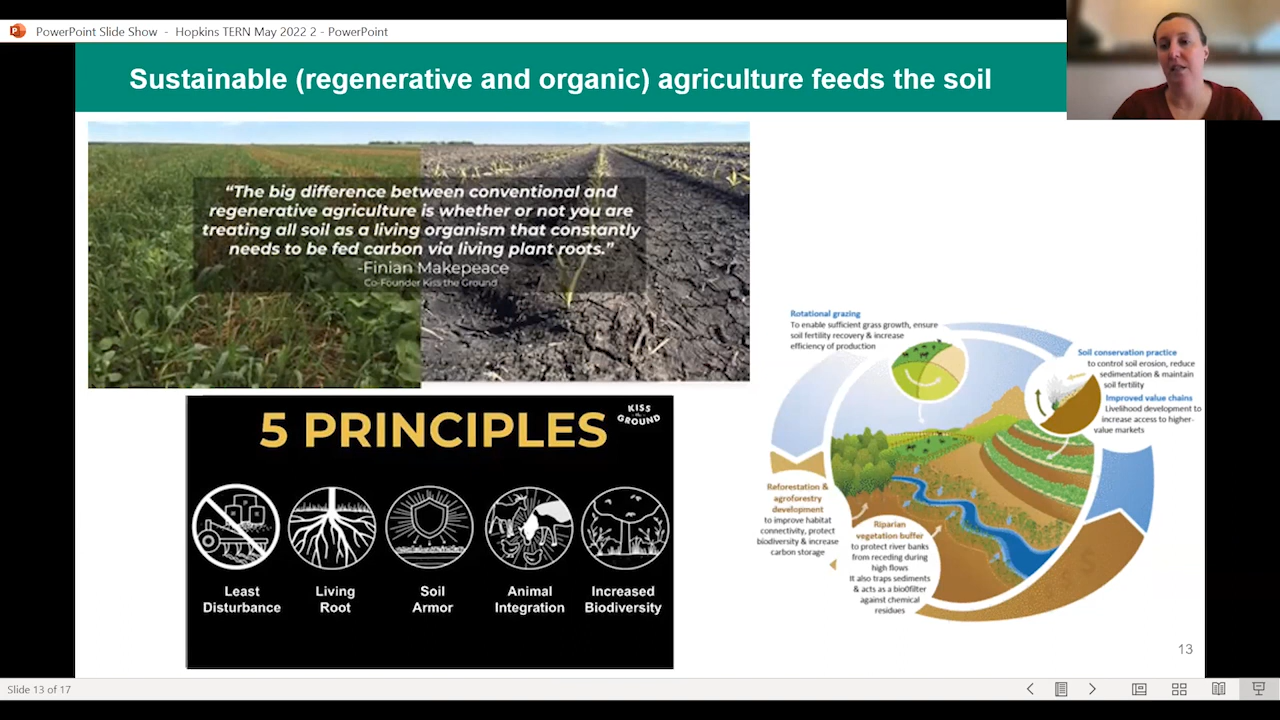 PowerPoint Slide Show - Hopkins TERN May 2022 2 - PowerPoint
Sustainable (regenerative and organic) agriculture feeds the soil
“The big difference between conventional and
regenerative agriculture is whether or not you are
treating all soil as a living organism that constantly
needs to be fed carbon via living plant roots.”
-Finian Makepeace
Co-Founder Kiss the Ground
5 PRINCIPLES
KISS
the
GROUND
Least
Disturbance
Living
Root
Soil
Armor
Animal
Integration
Increased
Biodiversity
Rotational grazing
To enable sufficient grass growth, ensure
soil fertility recovery & increase
efficiency of production
Soil conservation practice
to control soil erosion, reduce
sedimentation & maintain
soil fertility
Improved value chains
Livelihood development to
increase access to higher-
value markets
Reforestation &
agroforestry
development
to improve habitat
connectivity, protect
biodiversity & increase
carbon storage
Riparian
vegetation buffer
to protect river banks
from receding during
high flows
It also traps sediments
& acts as a bio0filter
against chemical
residues
13
Slide 13 of 17